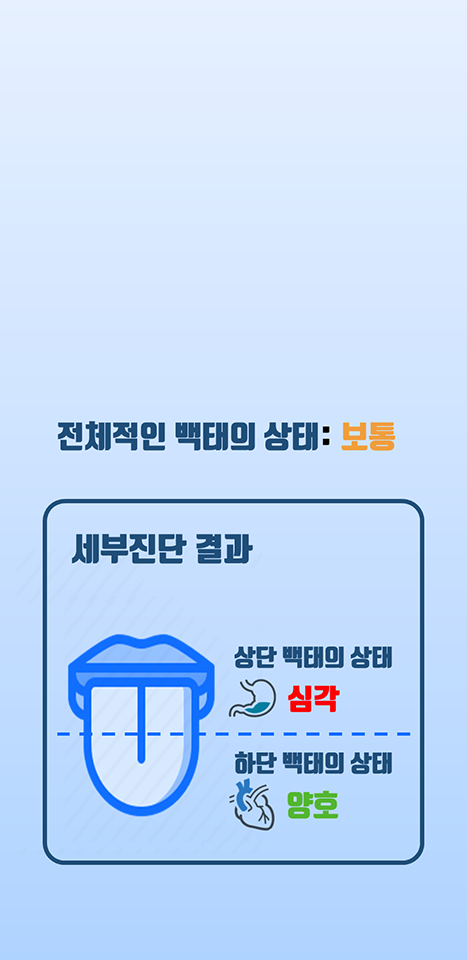 전체적인 백태의 상태: 보통
세부진단 결과
상단 백태의 상태
심각
하단 백태의 상태
양호